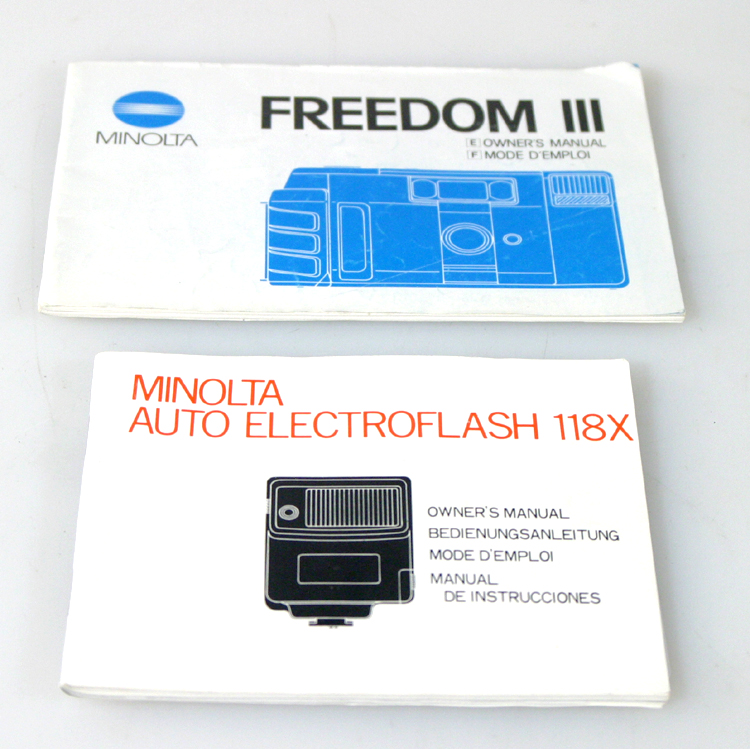 MINOLTA
FREEDOM III
E OWNER'S MANUAL
F MODE D'EMPLOI
MINOLTA
AUTO ELECTROFLASH 118X
OWNER'S MANUAL
BEDIENUNGSANLEITUNG
MODE D'EMPLOI
MANUAL
DE INSTRUCCIONES